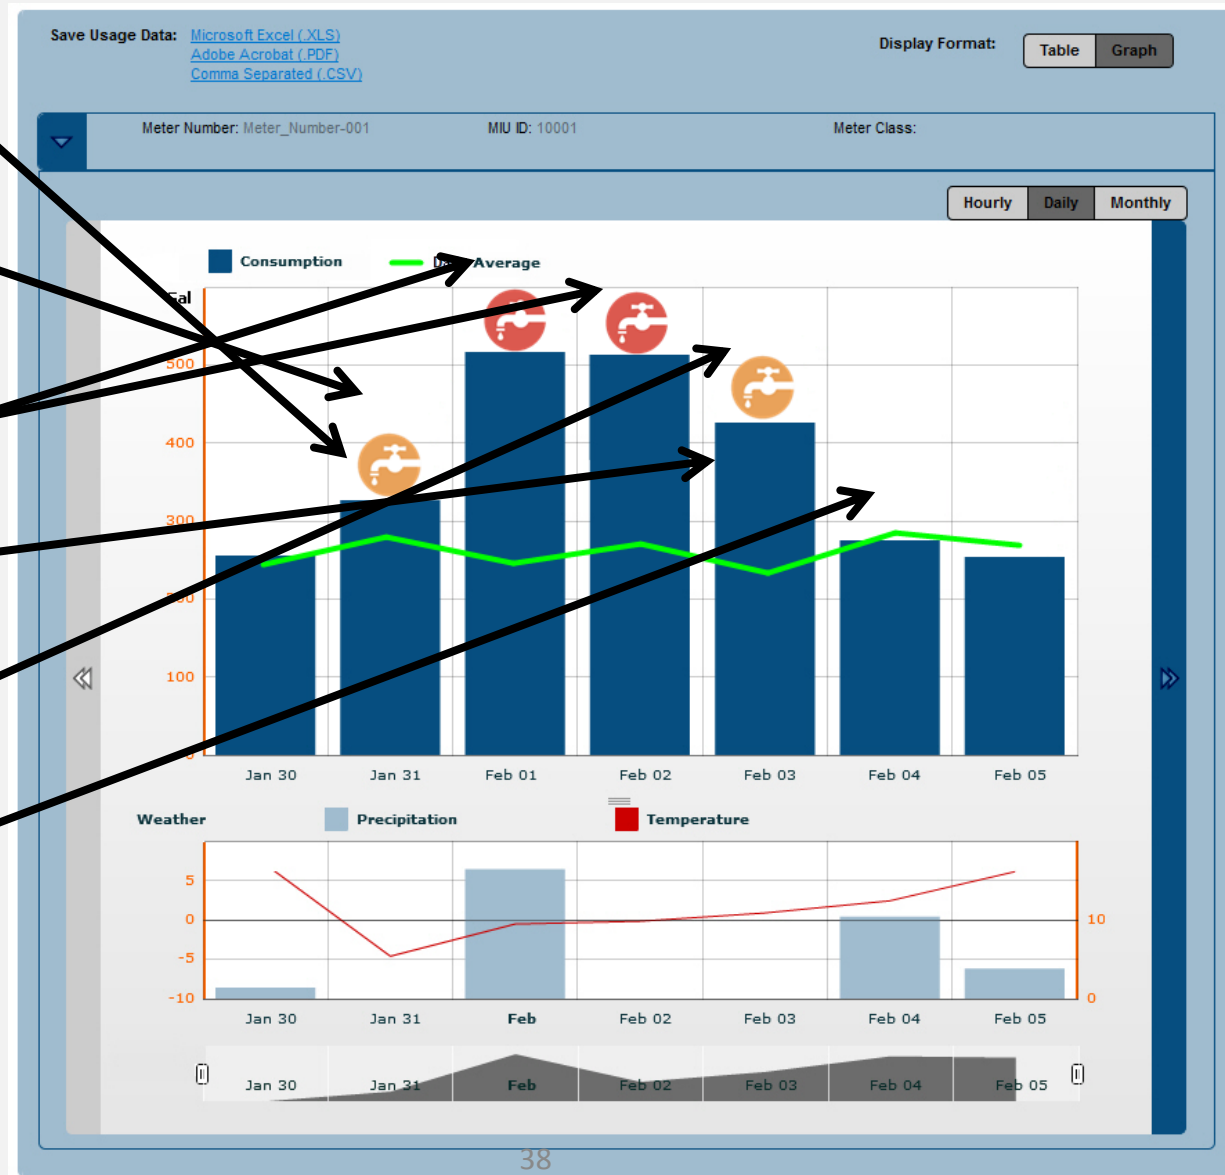 Save Usage Data: Microsoft Excel (.XLS)
Adobe Acrobat (.PDF)
Comma Separated (.CSV)
Display Format: Table Graph
Meter Number: Meter_Number-001 MIU ID: 10001 Meter Class:
Hourly Daily Monthly
Consumption Average
500
400
300
100
Jan 30 Jan 31 Feb 01 Feb 02 Feb 03 Feb 04 Feb 05
Weather Precipitation Temperature
5
0 10
-5
-10 0
Jan 30 Jan 31 Feb Feb 02 Feb 03 Feb 04 Feb 05
Jan 30 Jan 31 Feb Feb 02 Feb 03 Feb 04 Feb 05
38